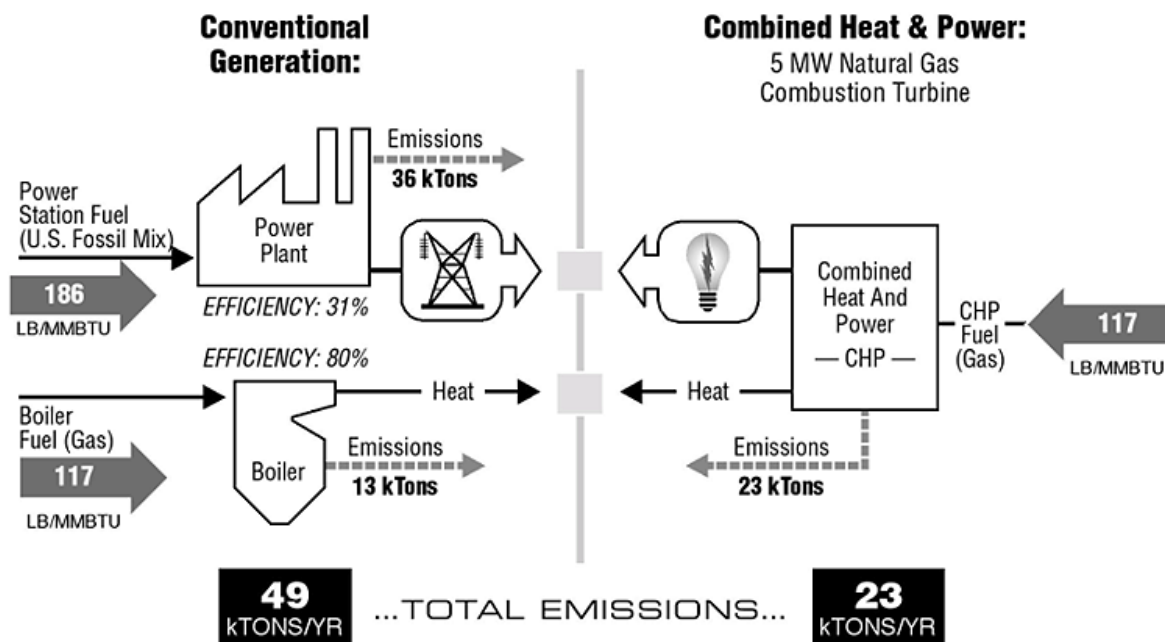 Conventional
Generation:
Emissions
36 kTons
Power
Station Fuel
(U.S. Fossil Mix)
186
LB/MMBTU
Power
Plant
EFFICIENCY: 31%
EFFICIENCY: 80%
Heat
Boiler
Fuel (Gas)
117
LB/MMBTU
Boiler
Emissions
13 kTons
Combined Heat & Power:
5 MW Natural Gas
Combustion Turbine
Combined
Heat And
Power
— CHP —
CHP
Fuel
(Gas)
117
LB/MMBTU
Heat
Emissions
23 kTons
49
kTONS/YR
...TOTAL EMISSIONS...
23
kTONS/YR